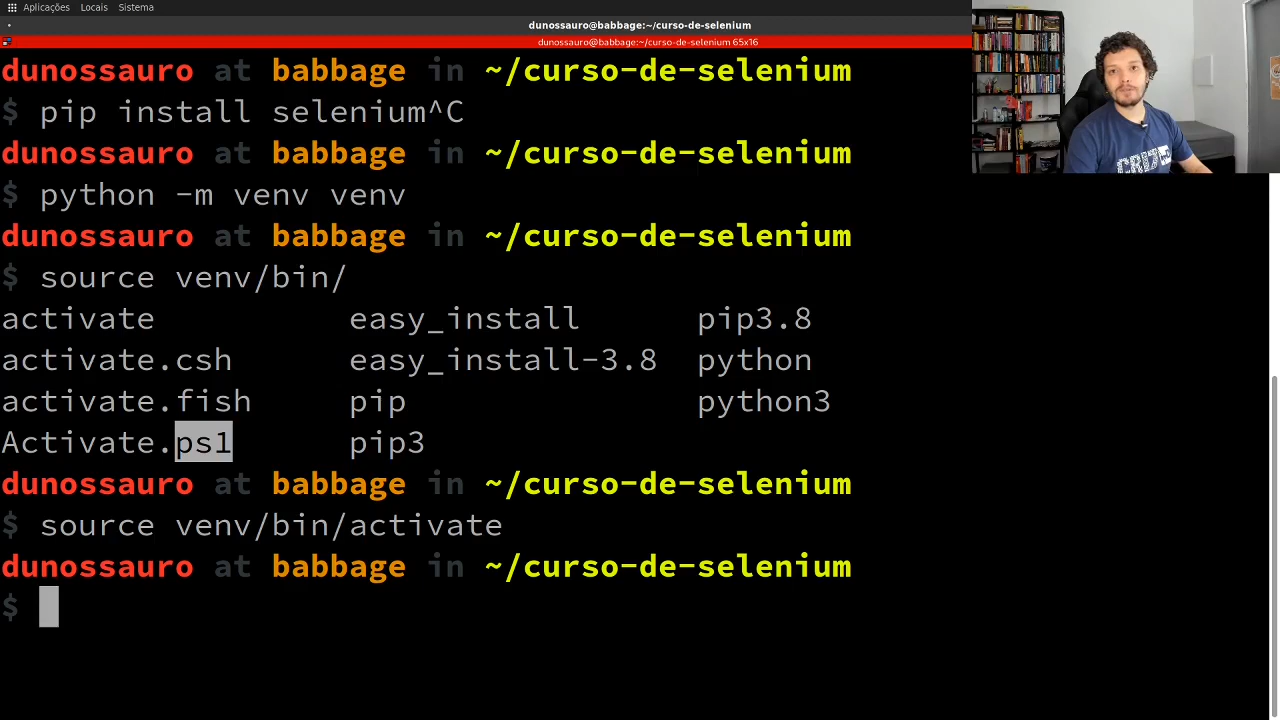 Aplicações Locais Sistema
dunossauro@babbage:~/curso-de-selenium
dunossauro@babbage:~/curso-de-selenium 65x16
dunossauro at babbage in ~/curso-de-selenium
$ pip install selenium^C
dunossauro at babbage in ~/curso-de-selenium
$ python -m venv venv
dunossauro at babbage in ~/curso-de-selenium
$ source venv/bin/
activate easy_install pip3.8
activate.csh easy_install-3.8 python
activate.fish pip python3
Activate.ps1 pip3
dunossauro at babbage in ~/curso-de-selenium
$ source venv/bin/activate
dunossauro at babbage in ~/curso-de-selenium
$